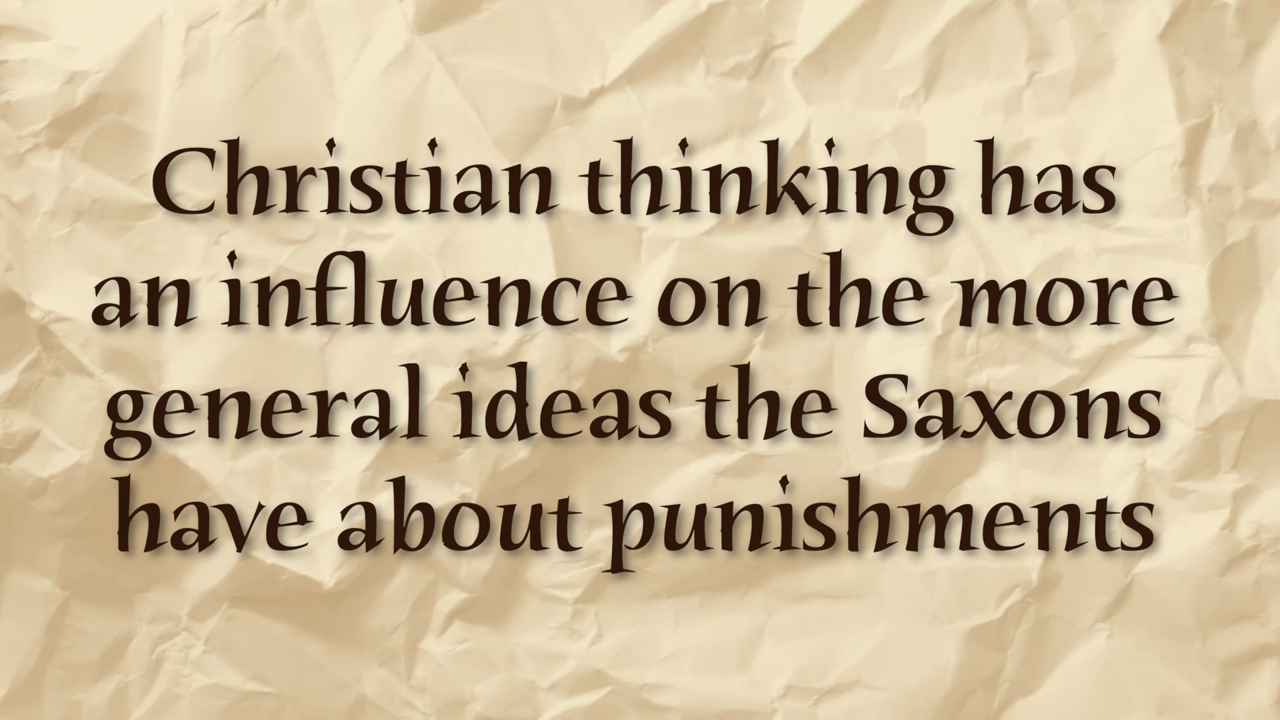 Christian thinking has
an influence on the more
general ideas the Saxons
have about punishments